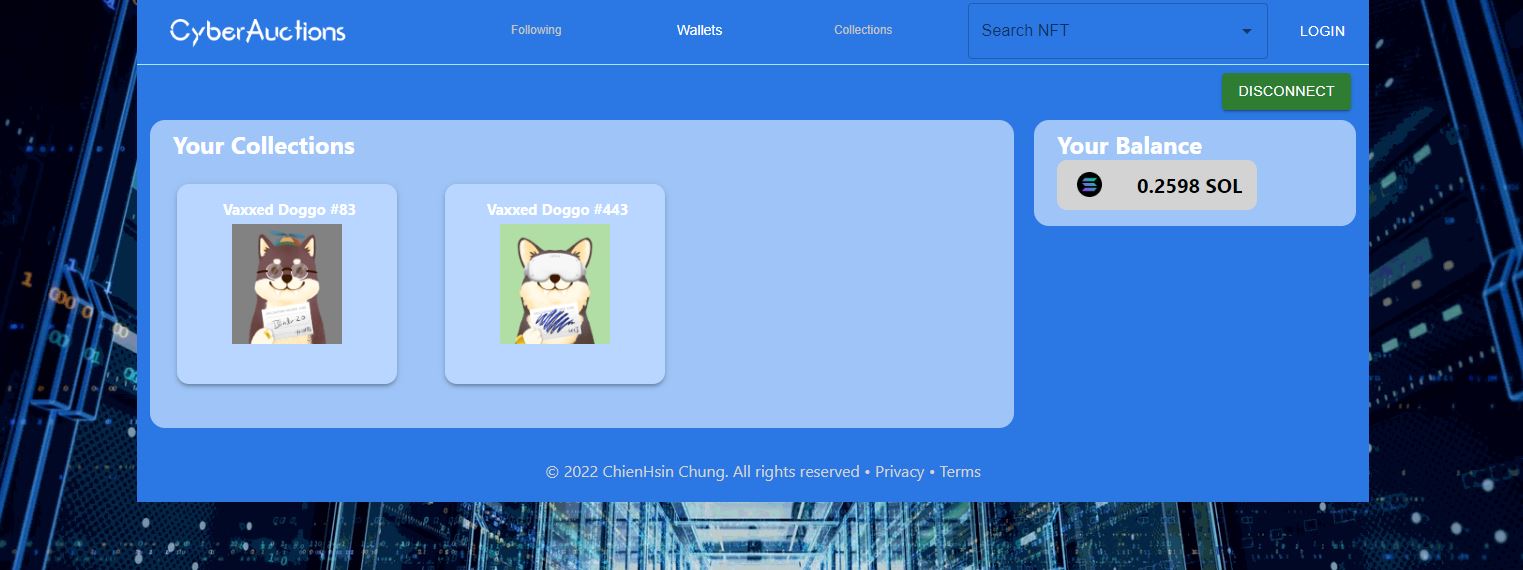 CyberAuctions
Following
Wallets
Collections
Search NFT
LOGIN
DISCONNECT
Your Collections
Vaxxed Doggo #83
Vaxxed Doggo #443
Your Balance
0.2598 SOL
© 2022 ChienHsin Chung. All rights reserved • Privacy • Terms